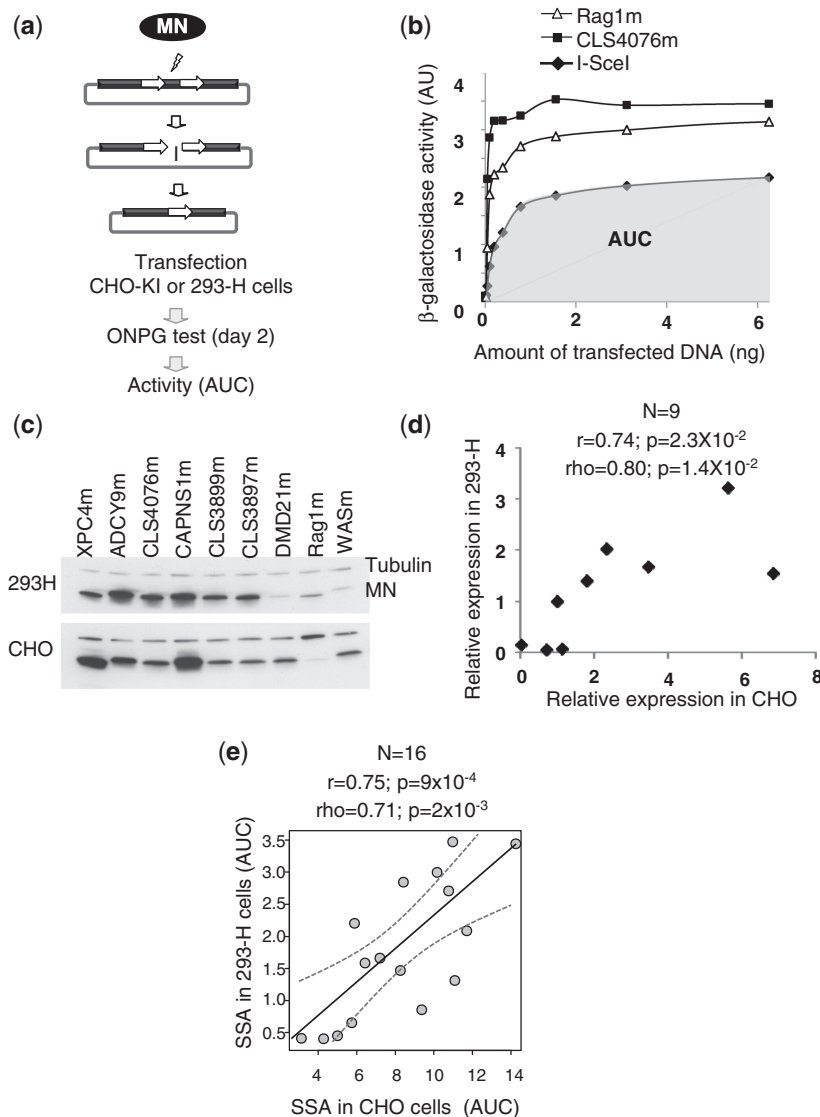 (a)
MN
Transfection
CHO-KI or 293-H cells
ONPG test (day 2)
Activity (AUC)
(b)
Rag1m
CLS4076m
I-SceI
β-galactosidase activity (AU)
4
3
2
1
0
AUC
0
2
4
6
Amount of transfected DNA (ng)
(c)
XPC4m
ADCY9m
CLS4076m
CAPNS1m
CLS3899m
CLS3897m
DMD21m
Rag1m
WASm
293H
Tubulin
MN
CHO
(d)
N=9
r=0.74; p=2.3X10-2
rho=0.80; p=1.4X10-2
Relative expression in 293-H
4
3
2
1
0
0
2
4
6
8
Relative expression in CHO
(e)
N=16
r=0.75; p=9x10-4
rho=0.71; p=2x10-3
SSA in 293-H cells (AUC)
3.5
3.0
2.5
2.0
1.5
1.0
0.5
4
6
8
10
12
14
SSA in CHO cells (AUC)